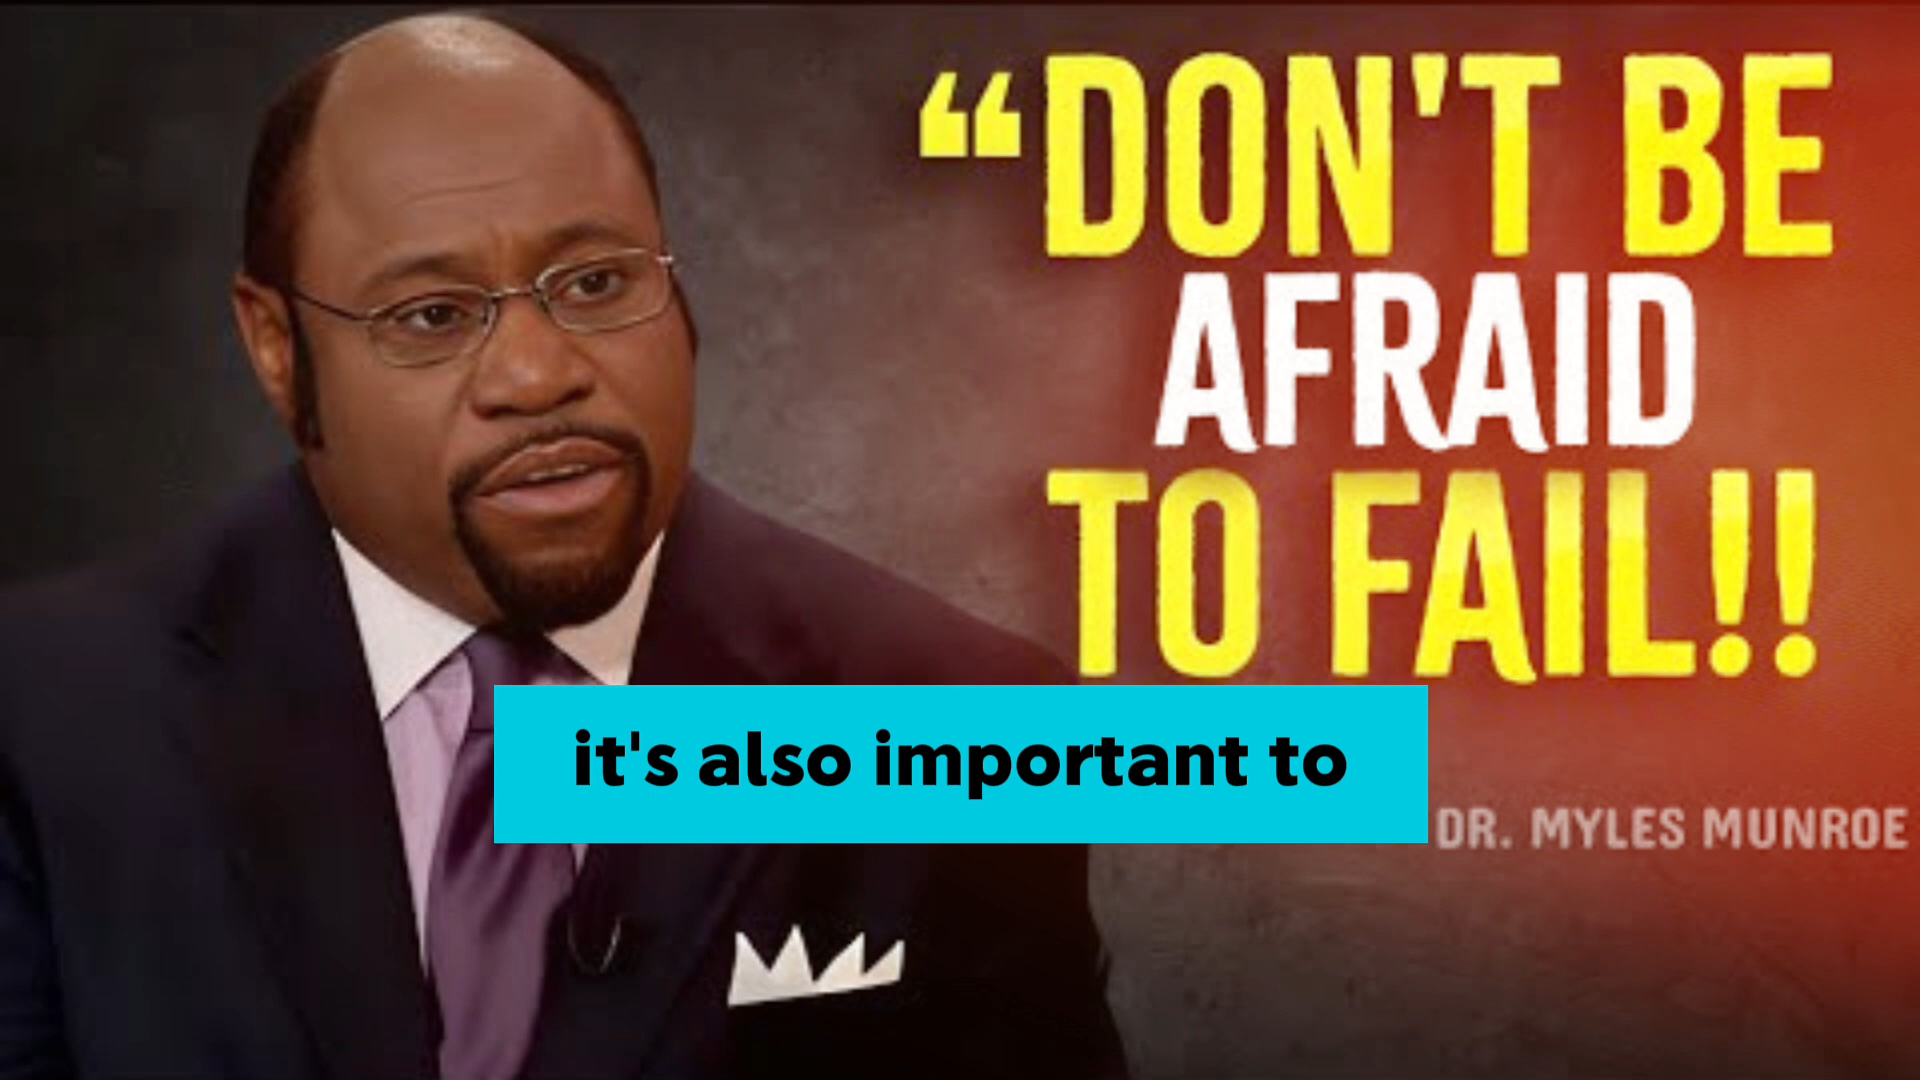 “DON'T BE
AFRAID
TO FAIL!!
it's also important to
DR. MYLES MUNROE